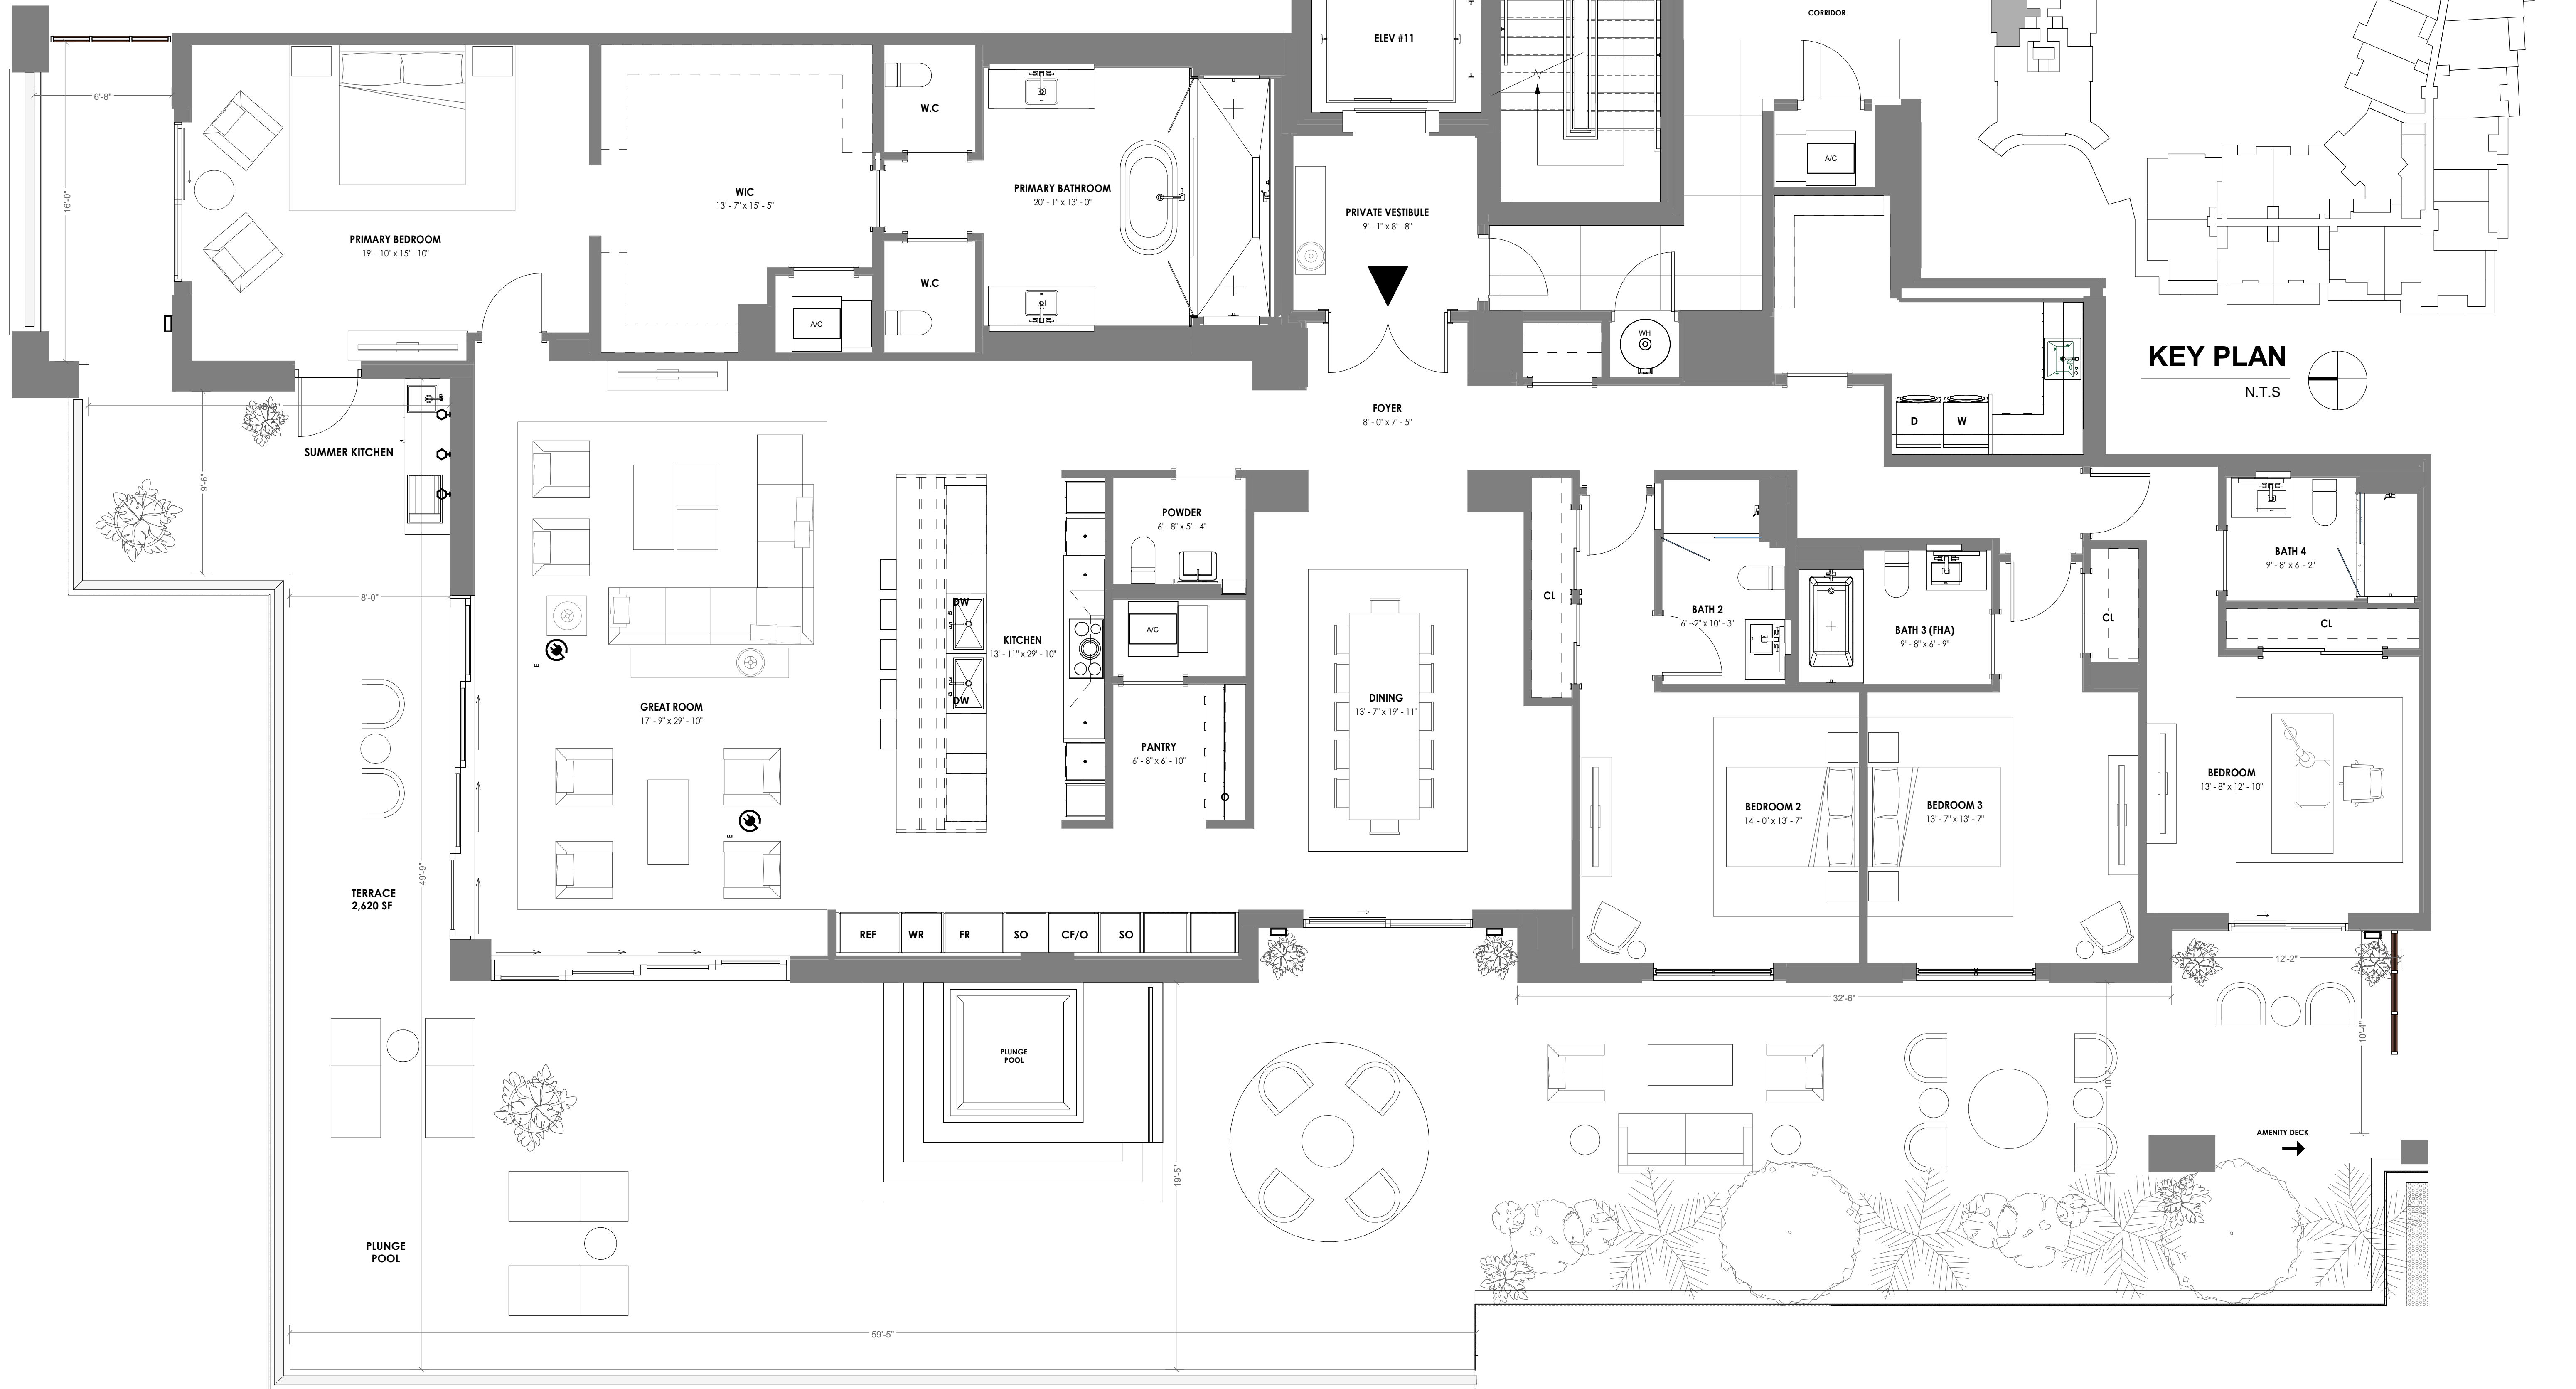 CORRIDOR
ELEV #11
6'-8"
W.C
A/C
16'-0"
WIC
13' - 7" x 15' - 5"
PRIMARY BATHROOM
20' - 1" x 13' - 0"
PRIVATE VESTIBULE
9' - 1" x 8' - 8"
PRIMARY BEDROOM
19' - 10" x 15' - 10"
W.C
A/C
WH
KEY PLAN
N.T.S
FOYER
8' - 0" x 7' - 5"
D
W
SUMMER KITCHEN
9'-6"
POWDER
6' - 8" x 5' - 4"
BATH 4
9' - 8" x 6' - 2"
8'-0"
CL
DW
BATH 2
6' - 2" x 10' - 3"
CL
CL
A/C
KITCHEN
13' - 11" x 29' - 10"
BATH 3 (FHA)
9' - 8" x 6' - 9"
E
DW
GREAT ROOM
17' - 9" x 29' - 10"
DINING
13' - 7" x 19' - 11"
PANTRY
6' - 8" x 6' - 10"
BEDROOM
13' - 8" x 12' - 10"
BEDROOM 2
14' - 0" x 13' - 7"
BEDROOM 3
13' - 7" x 13' - 7"
E
49'-9"
TERRACE
2,620 SF
REF
WR
FR
SO
CF/O
SO
12'-2"
32'-6"
10'-4"
PLUNGE
POOL
10'-2"
AMENITY DECK
19'-5"
PLUNGE
POOL
59'-5"